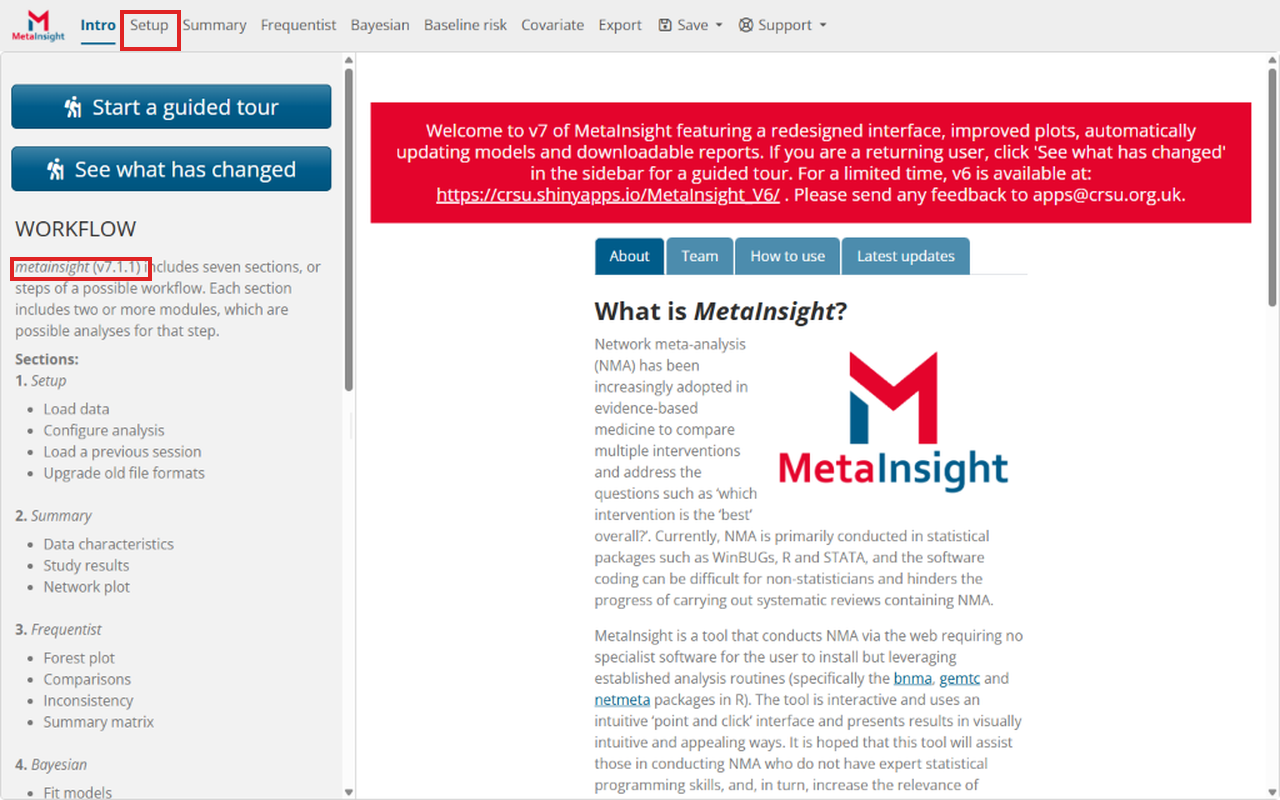 MetaInsight
Intro Setup Summary Frequentist Bayesian Baseline risk Covariate Export Save Support
Start a guided tour
See what has changed
WORKFLOW
metainsight (v7.1.1) includes seven sections, or
steps of a possible workflow. Each section
includes two or more modules, which are
possible analyses for that step.
Sections:
1. Setup
• Load data
• Configure analysis
• Load a previous session
• Upgrade old file formats
2. Summary
• Data characteristics
• Study results
• Network plot
3. Frequentist
• Forest plot
• Comparisons
• Inconsistency
• Summary matrix
4. Bayesian
• Fit models
Welcome to v7 of MetaInsight featuring a redesigned interface, improved plots, automatically
updating models and downloadable reports. If you are a returning user, click 'See what has changed'
in the sidebar for a guided tour. For a limited time, v6 is available at:
https://crsu.shinyapps.io/MetaInsight_V6/ . Please send any feedback to apps@crsu.org.uk.
About Team How to use Latest updates
What is MetaInsight?
Network meta-analysis
(NMA) has been
increasingly adopted in
evidence-based
medicine to compare
multiple interventions
and address the
questions such as ‘which
intervention is the ‘best’
overall?’. Currently, NMA is primarily conducted in statistical
packages such as WinBUGs, R and STATA, and the software
coding can be difficult for non-statisticians and hinders the
progress of carrying out systematic reviews containing NMA.
MetaInsight
MetaInsight is a tool that conducts NMA via the web requiring no
specialist software for the user to install but leveraging
established analysis routines (specifically the bnma, gemtc and
netmeta packages in R). The tool is interactive and uses an
intuitive ‘point and click’ interface and presents results in visually
intuitive and appealing ways. It is hoped that this tool will assist
those in conducting NMA who do not have expert statistical
programming skills, and, in turn, increase the relevance of